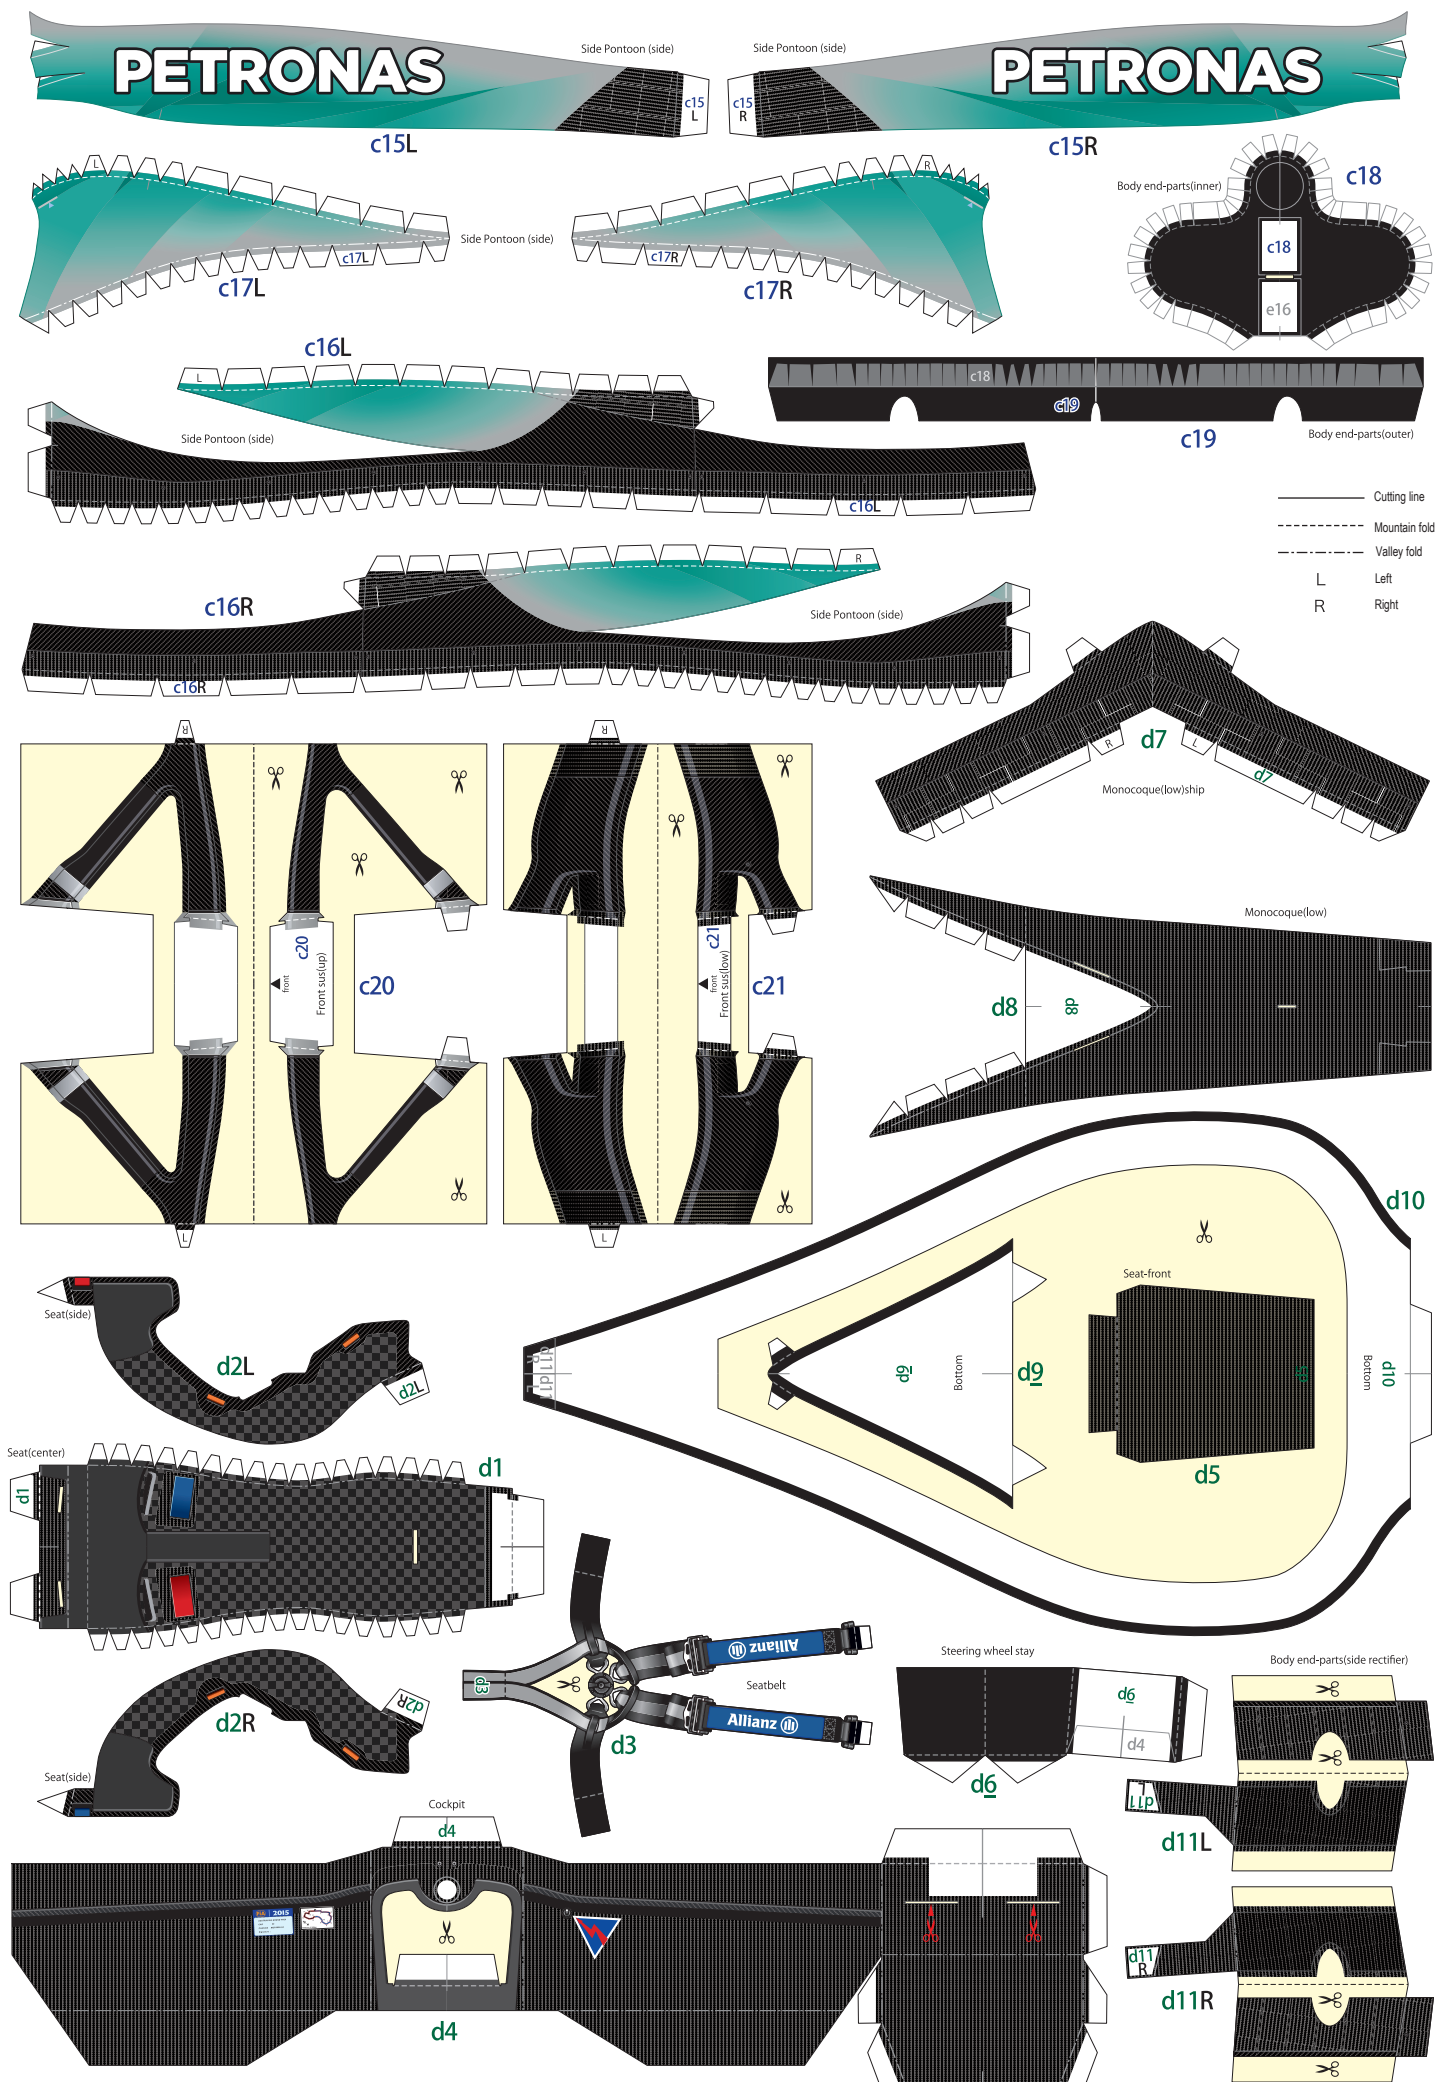 PETRONAS
Side Pontoon (side)
c15
L
c15L
Side Pontoon (side)
c15
R
PETRONAS
c15R
L
Side Pontoon (side)
c17L
c17L
R
c17R
c17R
Body end-parts(inner)
c18
c18
e16
c16L
L
Side Pontoon (side)
c16L
c18
c19
c19
Body end-parts(outer)
Cutting line
Mountain fold
Valley fold
L
Left
R
Right
R
c16R
Side Pontoon (side)
c16R
R
L
d7
d7
Monocoque(low)ship
R
c20
front
Front sus(up)
c20
L
R
c21
front
Front sus(low)
c21
L
Monocoque(low)
d8
d8
d10
Seat-front
d11 d11
R L
d9
Bottom
d9
d5
Bottom
d10
Seat(side)
d2L
d2L
Seat(center)
d1
d1
d2R
d2R
Seat(side)
d3
Allianz
Seatbelt
Allianz
d3
Steering wheel stay
d6
d4
d6
Body end-parts(side rectifier)
L
d11
d11L
d11
R
d11R
Cockpit
d4
FIA 2015
d4